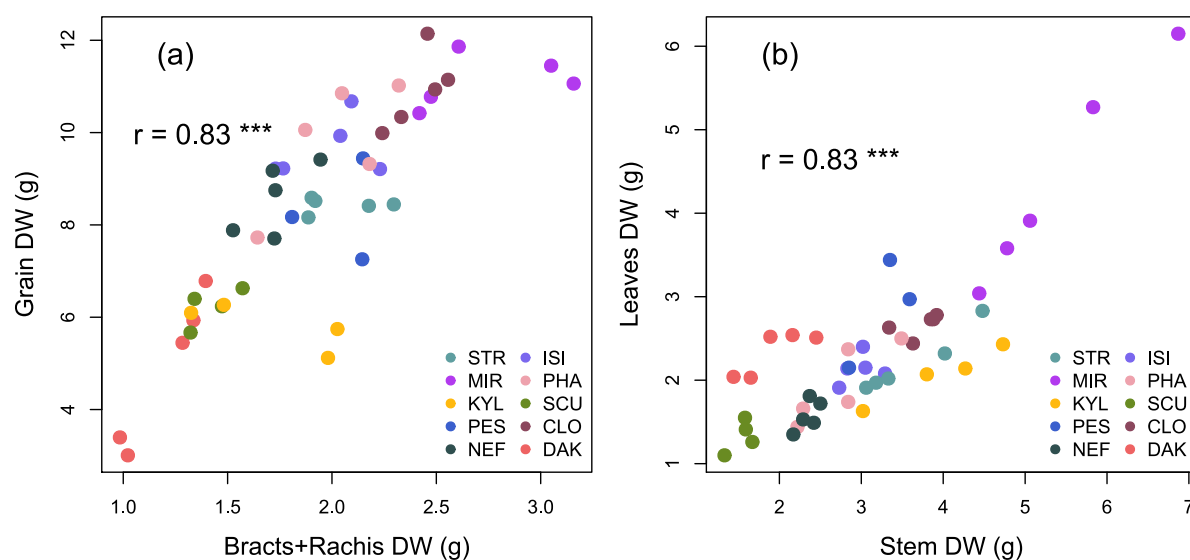 (a)
r = 0.83 ***
Grain DW (g)
12
10
8
6
4
STR ISI
MIR PHA
KYL SCU
PES CLO
NEF DAK
1.0 1.5 2.0 2.5 3.0
Bracts+Rachis DW (g)
(b)
r = 0.83 ***
Leaves DW (g)
6
5
4
3
2
1
STR ISI
MIR PHA
KYL SCU
PES CLO
NEF DAK
2 3 4 5 6 7
Stem DW (g)